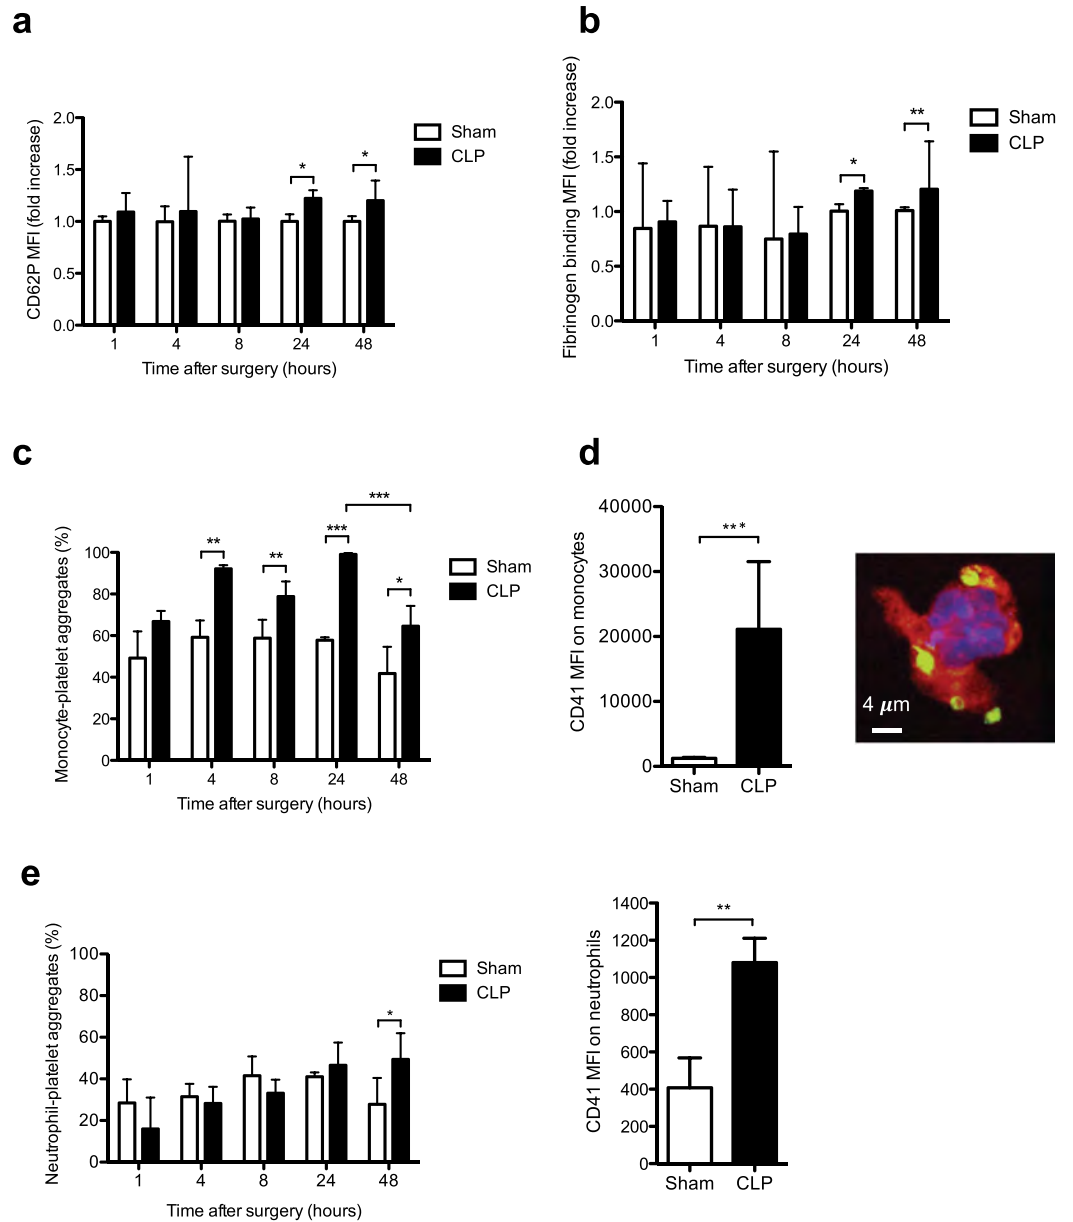 a
CD62P MFI (fold increase)
2.0
1.5
1.0
0.5
0.0
* *
1 4 8 24 48
Time after surgery (hours)
Sham
CLP
b
Fibrinogen binding MFI (fold increase)
2.0
1.5
1.0
0.5
0.0
* **
1 4 8 24 48
Time after surgery (hours)
Sham
CLP
c
Monocyte-platelet aggregates (%)
100
80
60
40
20
0
** ** *** *** *
1 4 8 24 48
Time after surgery (hours)
Sham
CLP
d
CD41 MFI on monocytes
40000
30000
20000
10000
0
***
Sham CLP
4 μm
e
Neutrophil-platelet aggregates (%)
100
80
60
40
20
0
*
1 4 8 24 48
Time after surgery (hours)
Sham
CLP
CD41 MFI on neutrophils
1400
1200
1000
800
600
400
200
0
**
Sham CLP